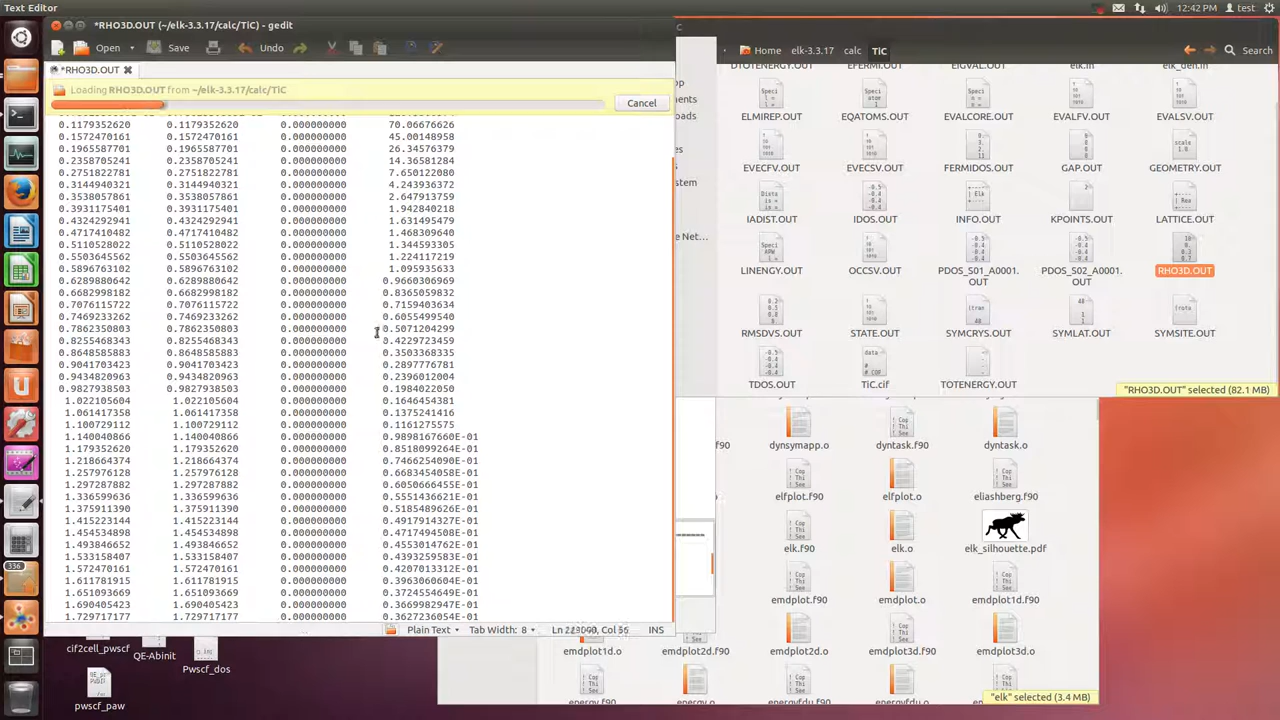 Text Editor
12:42 PM
test
*RHO3D.OUT (~/elk-3.3.17/calc/TiC) - gedit
Open
Save
Undo
*RHO3D.OUT
Loading RHO3D.OUT from ~/elk-3.3.17/calc/TiC
Cancel
0.1179352620 0.1179352620 0.000000000 70.06676626
0.1572470161 0.1572470161 0.000000000 45.00148958
0.1965587701 0.1965587701 0.000000000 26.34576379
0.2358705241 0.2358705241 0.000000000 14.36581284
0.2751822781 0.2751822781 0.000000000 7.650122080
0.3144940321 0.3144940321 0.000000000 4.243936372
0.3538057861 0.3538057861 0.000000000 2.647913759
0.3931175401 0.3931175401 0.000000000 1.942840218
0.4324292941 0.4324292941 0.000000000 1.631495479
0.4717410482 0.4717410482 0.000000000 1.468309640
0.5110528022 0.5110528022 0.000000000 1.344593305
0.5503645562 0.5503645562 0.000000000 1.224117219
0.5896763102 0.5896763102 0.000000000 1.095935633
0.6289880642 0.6289880642 0.000000000 0.9660306969
0.6682998182 0.6682998182 0.000000000 0.8365059832
0.7076115722 0.7076115722 0.000000000 0.7159403634
0.7469233262 0.7469233262 0.000000000 0.6055499540
0.7862350803 0.7862350803 0.000000000 0.5071204299
0.8255468343 0.8255468343 0.000000000 0.4229723459
0.8648585883 0.8648585883 0.000000000 0.3503368335
0.9041703423 0.9041703423 0.000000000 0.2897776781
0.9434820963 0.9434820963 0.000000000 0.2396012004
0.9827938503 0.9827938503 0.000000000 0.1984022050
1.022105604 1.022105604 0.000000000 0.1646434381
1.061417358 1.061417358 0.000000000 0.1375241416
1.100729112 1.100729112 0.000000000 0.1161275573
1.140040866 1.140040866 0.000000000 0.9898167660E-01
1.179352620 1.179352620 0.000000000 0.8518099264E-01
1.218664374 1.218664374 0.000000000 0.7466254090E-01
1.297287882 1.297287882 0.000000000 0.6050666455E-01
1.336599636 1.336599636 0.000000000 0.5551436621E-01
1.375911390 1.375911390 0.000000000 0.5185489626E-01
1.415223144 1.415223144 0.000000000 0.4917914327E-01
1.454534898 1.454534898 0.000000000 0.4717494508E-01
1.493846652 1.493846652 0.000000000 0.4553014762E-01
1.533158407 1.533158407 0.000000000 0.4393255958E-01
1.572470161 1.572470161 0.000000000 0.4207013312E-01
1.611781915 1.611781915 0.000000000 0.3963060604E-01
1.651093669 1.651093669 0.000000000 0.3724554649E-01
1.690405423 1.690405423 0.000000000 0.3669982947E-01
1.729717177 1.729717177 0.000000000 0.3627236054E-01
Plain Text
Tab Width: 8
INS
Home
elk-3.3.17
calc
TiC
Search
DTOTENERGY.OUT
EFERMI.OUT
EIGVAL.OUT
elk.in
elk_den.in
ELMIREP.OUT
EQATOMS.OUT
EVALCORE.OUT
EVALFV.OUT
EVALSV.OUT
EVECFV.OUT
EVECSV.OUT
FERMIDOS.OUT
GAP.OUT
GEOMETRY.OUT
IADIST.OUT
IDOS.OUT
INFO.OUT
KPOINTS.OUT
LATTICE.OUT
LINENGY.OUT
OCCSV.OUT
PDOS_S01_A0001.
OUT
PDOS_S02_A0001.
OUT
RHO3D.OUT
RMSDVS.OUT
STATE.OUT
SYMCRYS.OUT
SYMLAT.OUT
SYMSITE.OUT
TDOS.OUT
TiC.cif
TOTENERGY.OUT
"RHO3D.OUT" selected (82.1 MB)
dynsymapp.o
dyntask.f90
dyntask.o
elfplot.f90
elfplot.o
eliashberg.f90
elk.f90
elk.o
elk_silhouette.pdf
emdplot.f90
emdplot.o
emdplot1d.f90
emdplot1d.o
emdplot2d.f90
emdplot2d.o
emdplot3d.f90
emdplot3d.o
"elk" selected (3.4 MB)
cif2cell_pwscf
QE-Abinit
Pwscf_dos
pwscf_paw
336